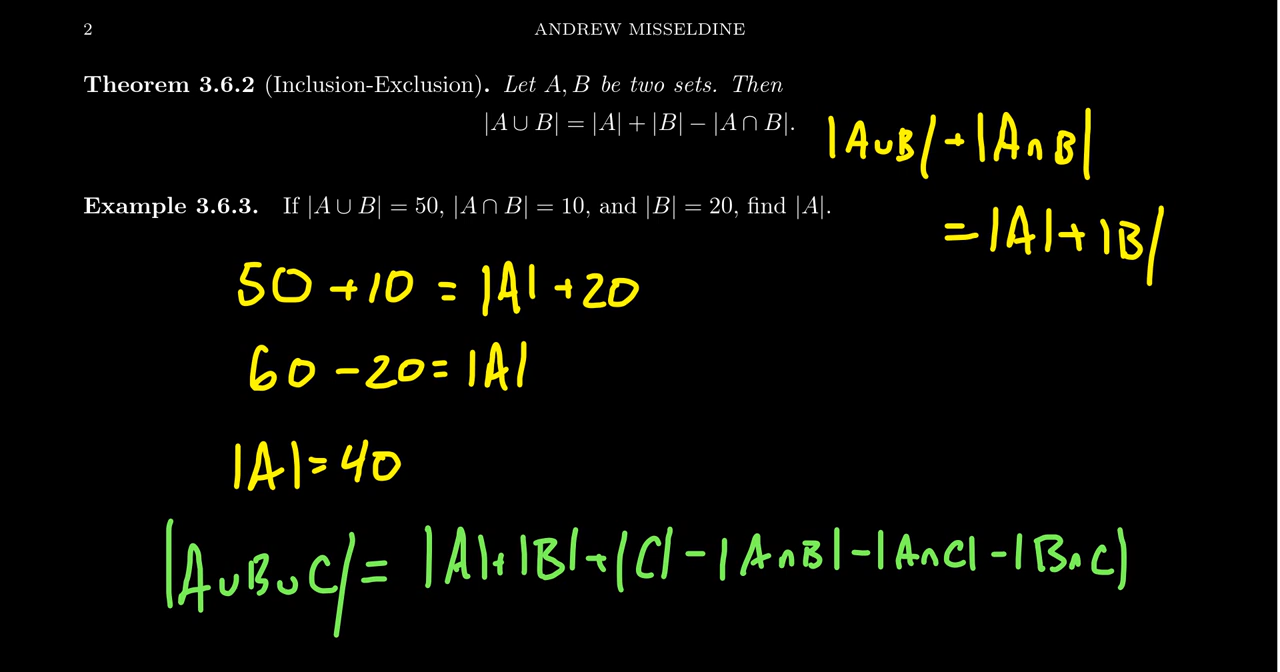 2 ANDREW MISSELDINE
Theorem 3.6.2 (Inclusion-Exclusion). Let A, B be two sets. Then
|A ∪ B| = |A| + |B| − |A ∩ B|.
|A∪B| + |A∩B|
= |A| + |B|
Example 3.6.3. If |A ∪ B| = 50, |A ∩ B| = 10, and |B| = 20, find |A|.
50 + 10 = |A| + 20
60 − 20 = |A|
|A| = 40
|A∪B∪C| = |A| + |B| + |C| − |A∩B| − |A∩C| − |B∩C|